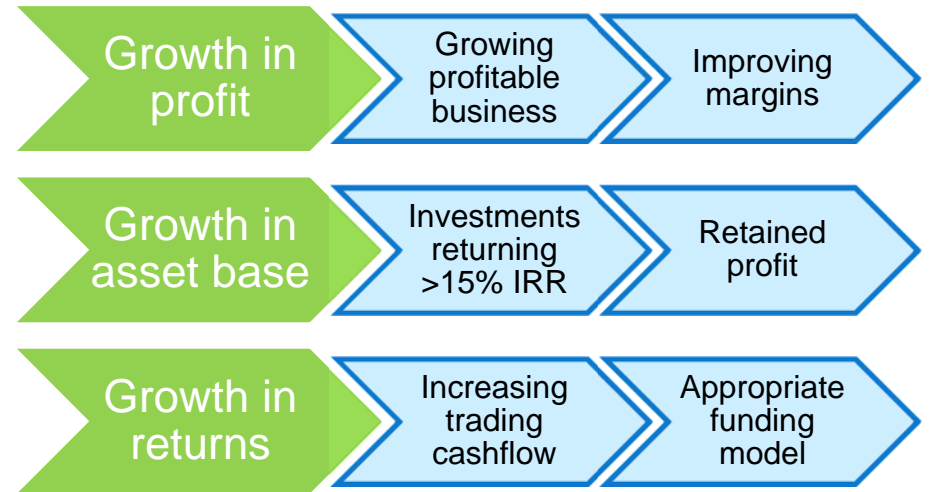 Growth in
profit
Growing
profitable
business
Improving
margins
Growth in
asset base
Investments
returning
>15% IRR
Retained
profit
Growth in
returns
Increasing
trading
cashflow
Appropriate
funding
model